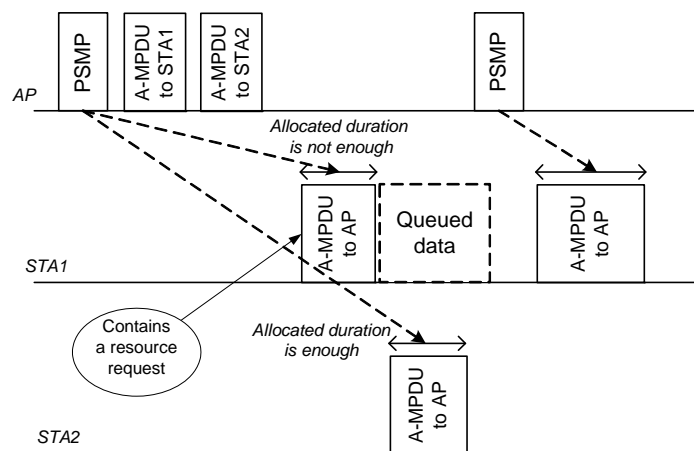 PSMP
A-MPDU
to STA1
A-MPDU
to STA2
PSMP
AP
Allocated duration
is not enough
A-MPDU
to AP
Queued
data
A-MPDU
to AP
STA1
Contains
a resource
request
Allocated duration
is enough
A-MPDU
to AP
STA2